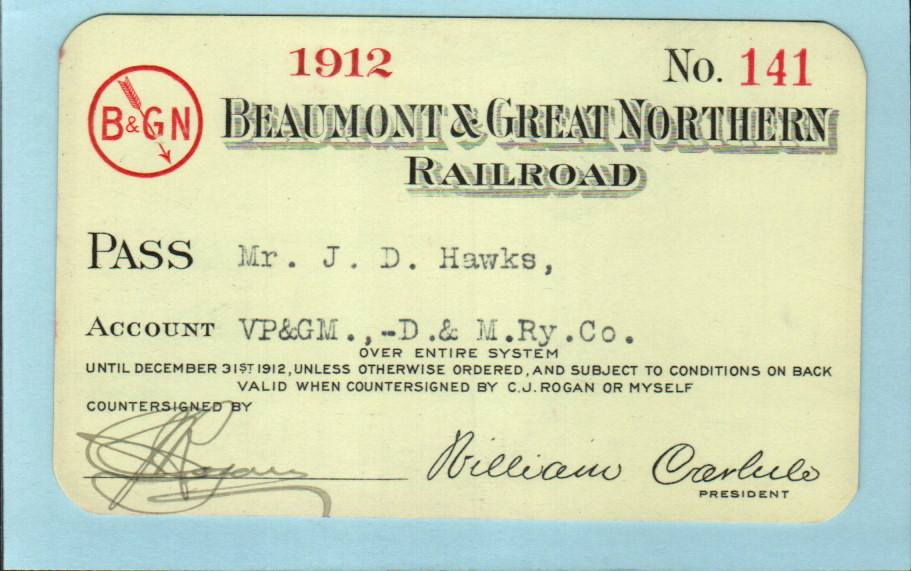 1912 No. 141
B&GN
BEAUMONT & GREAT NORTHERN
RAILROAD
PASS Mr. J. D. Hawks,
ACCOUNT VP&GM.,-D.& M.Ry.Co.
OVER ENTIRE SYSTEM
UNTIL DECEMBER 31ST 1912, UNLESS OTHERWISE ORDERED, AND SUBJECT TO CONDITIONS ON BACK
VALID WHEN COUNTERSIGNED BY C.J. ROGAN OR MYSELF
COUNTERSIGNED BY
Rogan William Carlisle
PRESIDENT